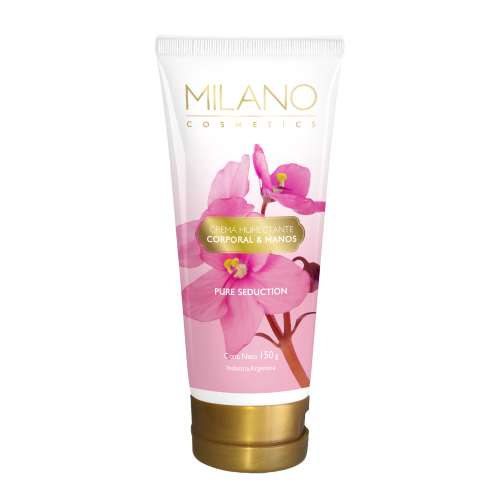 MILANO
COSMETICS
CREMA HUMECTANTE
CORPORAL & MANOS
PURE SEDUCTION
Cont. Neto 150 g
Industria Argentina